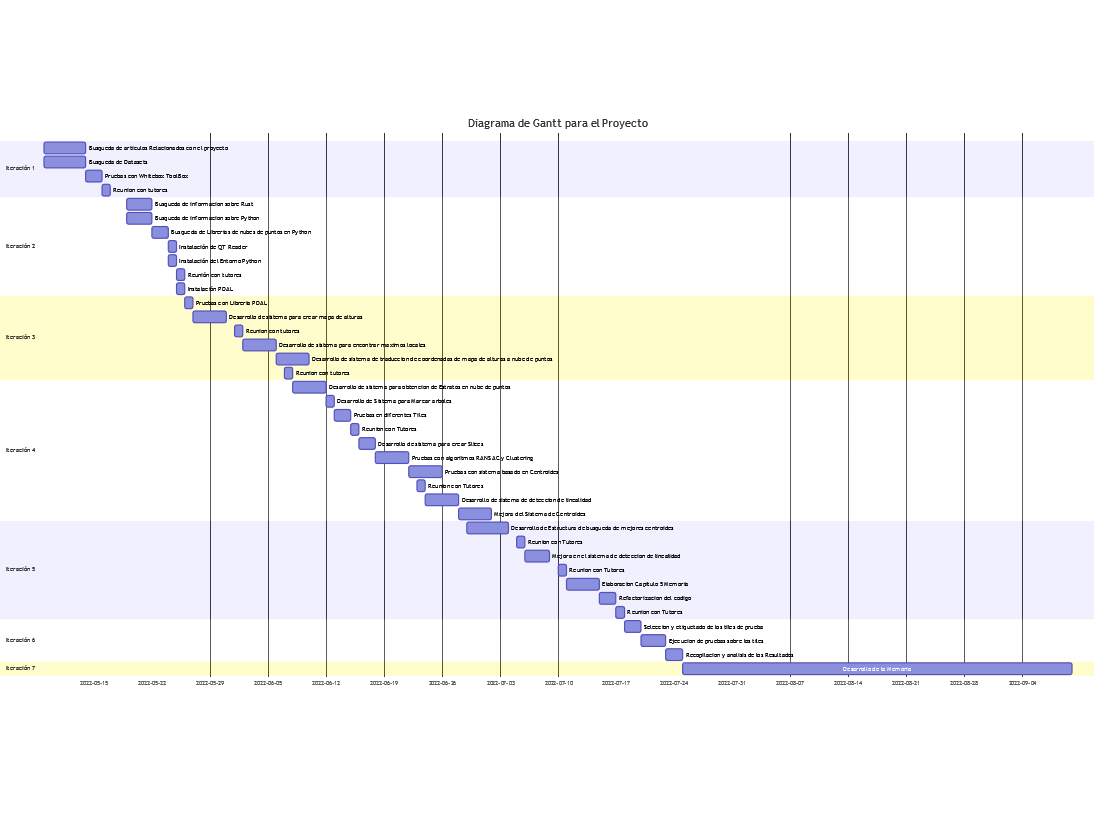 Diagrama de Gantt para el Proyecto
Iteración 1
Busqueda de articulos Relacionados con el proyecto
Busqueda de Datasets
Pruebas con Whitebox ToolBox
Reunion con tutores
Iteración 2
Busqueda de informacion sobre Rust
Busqueda de informacion sobre Python
Busqueda de Librerias de nubes de puntos en Python
Instalación de QT Reader
Instalación del Entorno Python
Reunión con tutores
Instalación PDAL
Iteración 3
Pruebas con Libreria PDAL
Desarrollo de sistema para crear mapa de alturas
Reunion con tutores
Desarrollo de sistema para encontrar maximos locales
Desarrollo de sistema de traduccion de coordenadas de mapa de alturas a nube de puntos
Reunion con tutores
Iteración 4
Desarrollo de sistema para obtencion de Estratos en nube de puntos
Desarrollo de Sistema para Marcar arboles
Pruebas en diferentes Tiles
Reunion con Tutores
Desarrollo de sistema para crear Slices
Pruebas con algoritmos RANSAC y Clustering
Pruebas con sistema basado en Centroides
Reunion con Tutores
Desarrollo de sistema de deteccion de linealidad
Mejora del Sistema de Centroides
Iteración 5
Desarrollo de Estructura de busqueda de mejores centroides
Reunion con Tutores
Mejora en el sistema de deteccion de linealidad
Reunion con Tutores
Elaboracion Capitulo 5 Memoria
Refactorizacion del codigo
Reunion con Tutores
Iteración 6
Seleccion y etiquetado de los tiles de prueba
Ejecucion de pruebas sobre los tiles
Recopilacion y analisis de los Resultados
Iteración 7
Desarrollo de la Memoria
2022-05-15 2022-05-22 2022-05-29 2022-06-05 2022-06-12 2022-06-19 2022-06-26 2022-07-03 2022-07-10 2022-07-17 2022-07-24 2022-07-31 2022-08-07 2022-08-14 2022-08-21 2022-08-28 2022-09-04